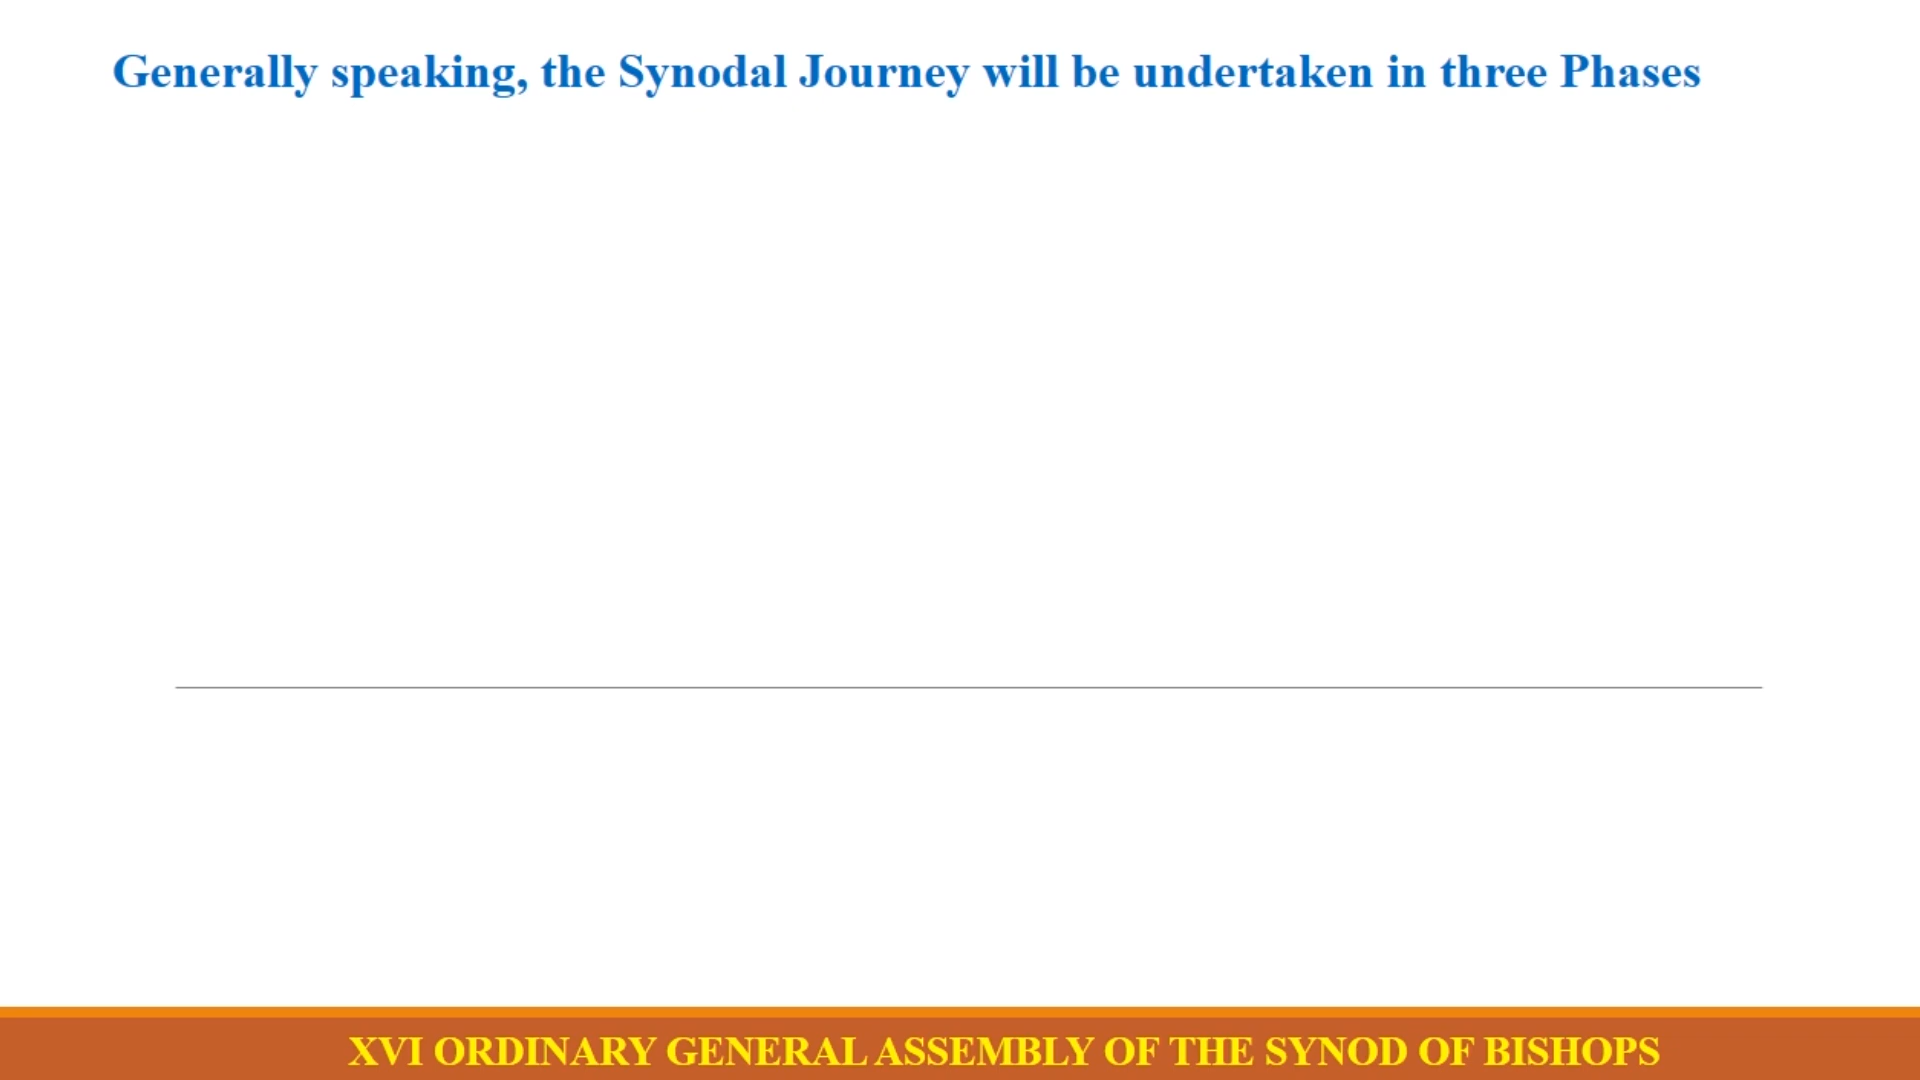 Generally speaking, the Synodal Journey will be undertaken in three Phases
XVI ORDINARY GENERAL ASSEMBLY OF THE SYNOD OF BISHOPS